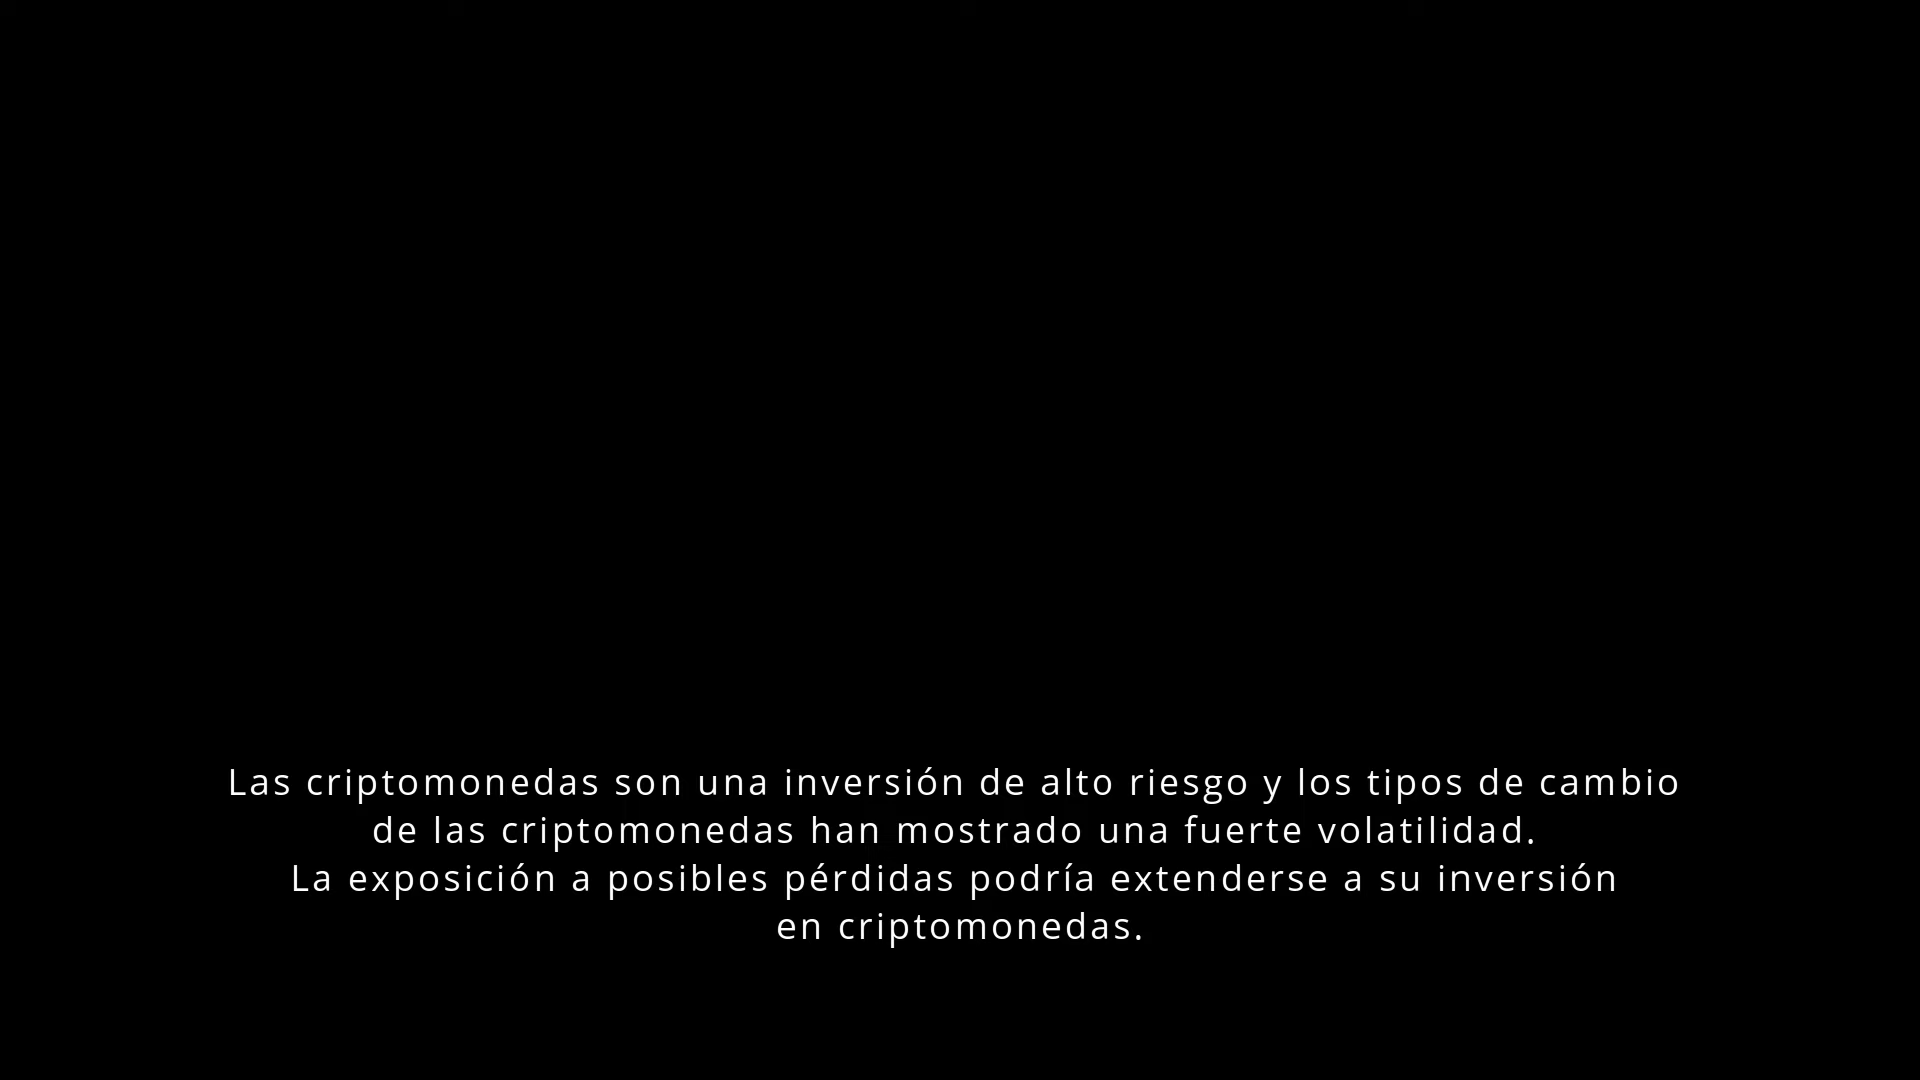 Las criptomonedas son una inversión de alto riesgo y los tipos de cambio
de las criptomonedas han mostrado una fuerte volatilidad.
La exposición a posibles pérdidas podría extenderse a su inversión
en criptomonedas.